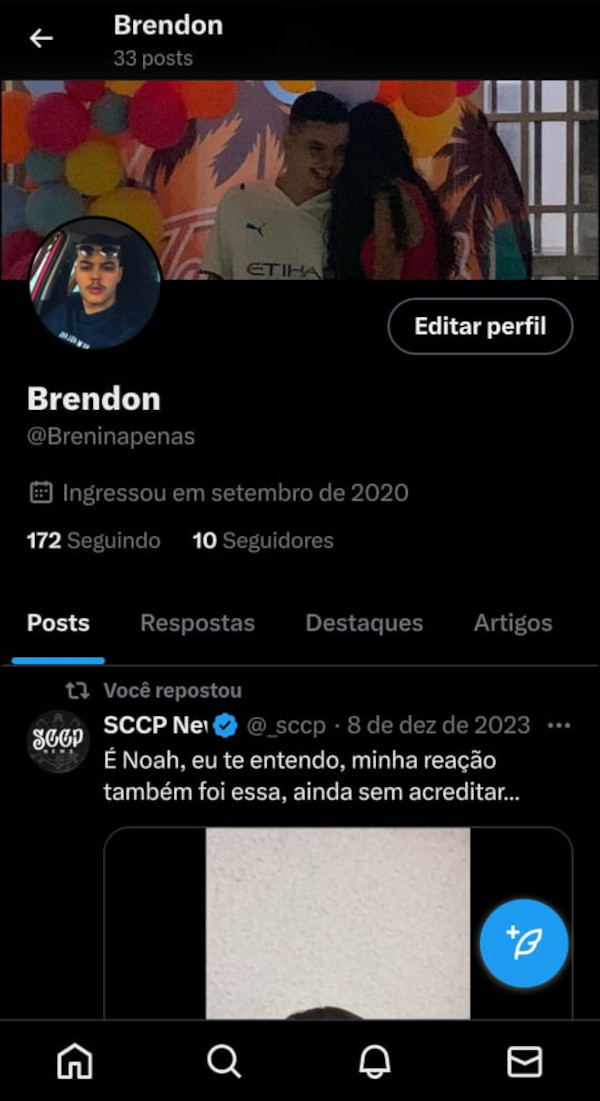 Brendon
33 posts
ETIHA
Editar perfil
Brendon
@Breninapenas
Ingressou em setembro de 2020
172 Seguindo 10 Seguidores
Posts Respostas Destaques Artigos
Você repostou
SCCP Ne @_sccp · 8 de dez de 2023
SCCP
NEWS
É Noah, eu te entendo, minha reação
também foi essa, ainda sem acreditar...